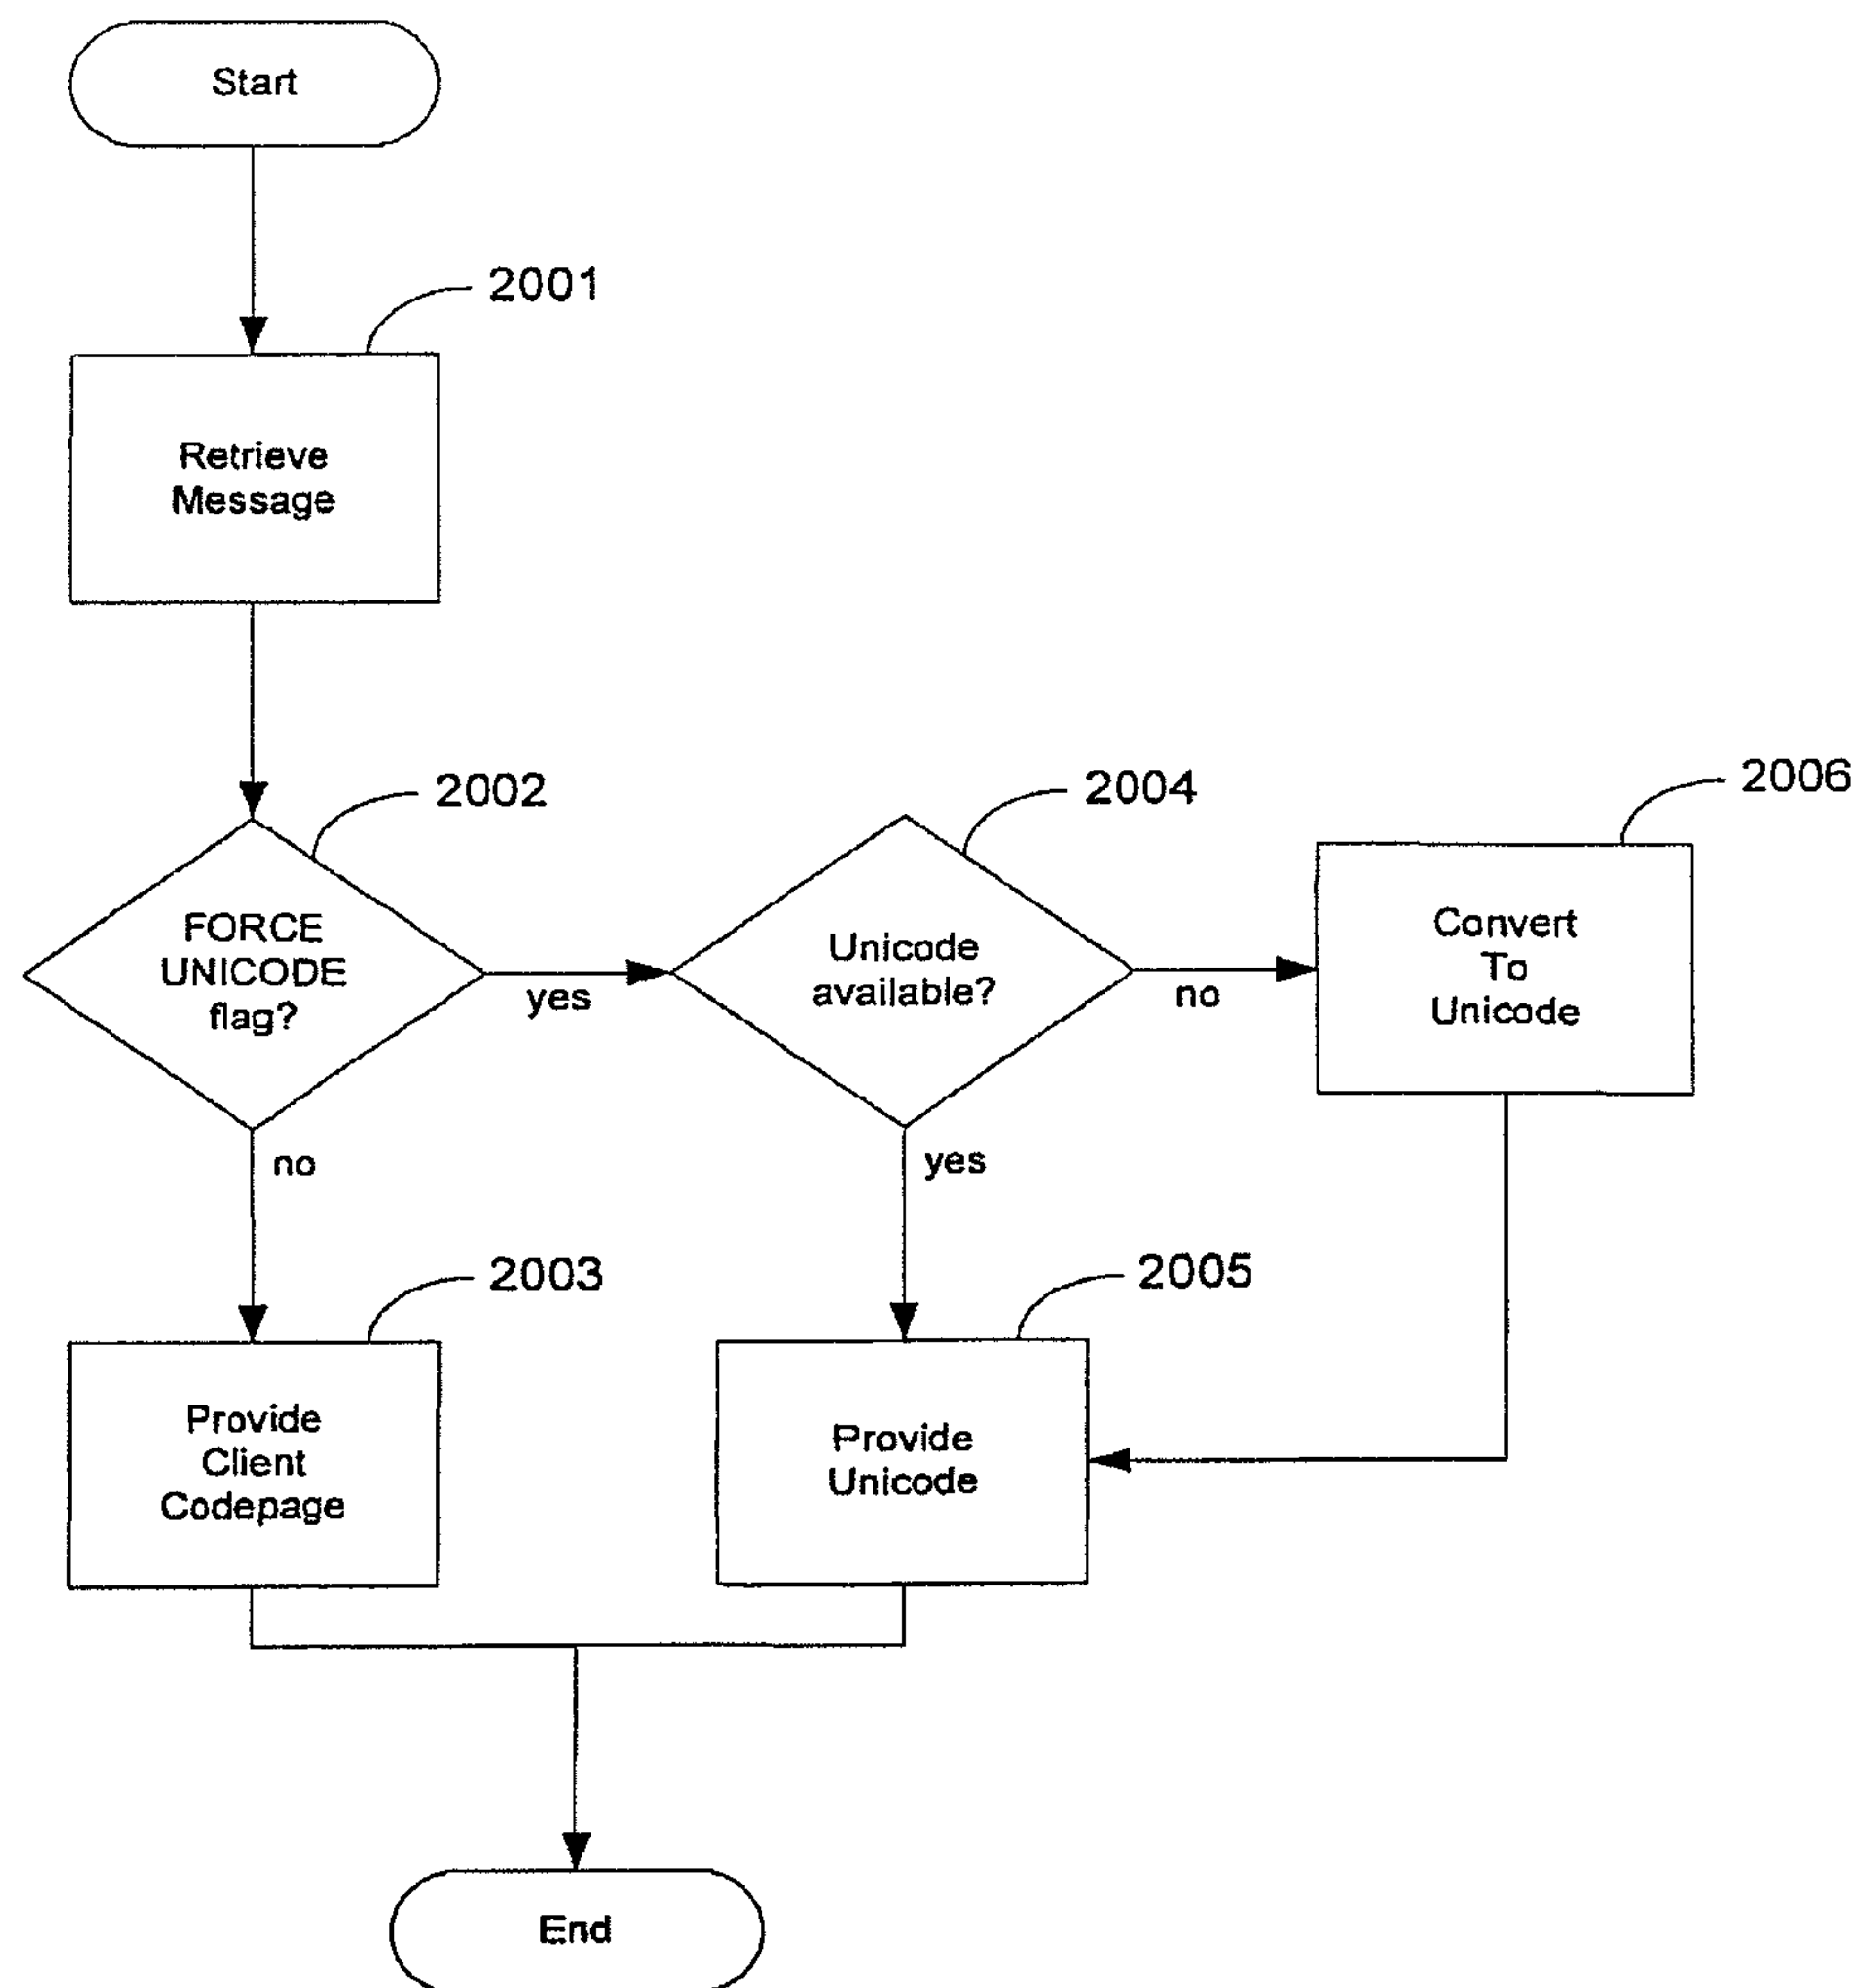 Start
2001
Retrieve
Message
2002
FORCE
UNICODE
flag?
yes
2004
Unicode
available?
no
2006
Convert
To
Unicode
no
yes
2003
Provide
Client
Codepage
2005
Provide
Unicode
End